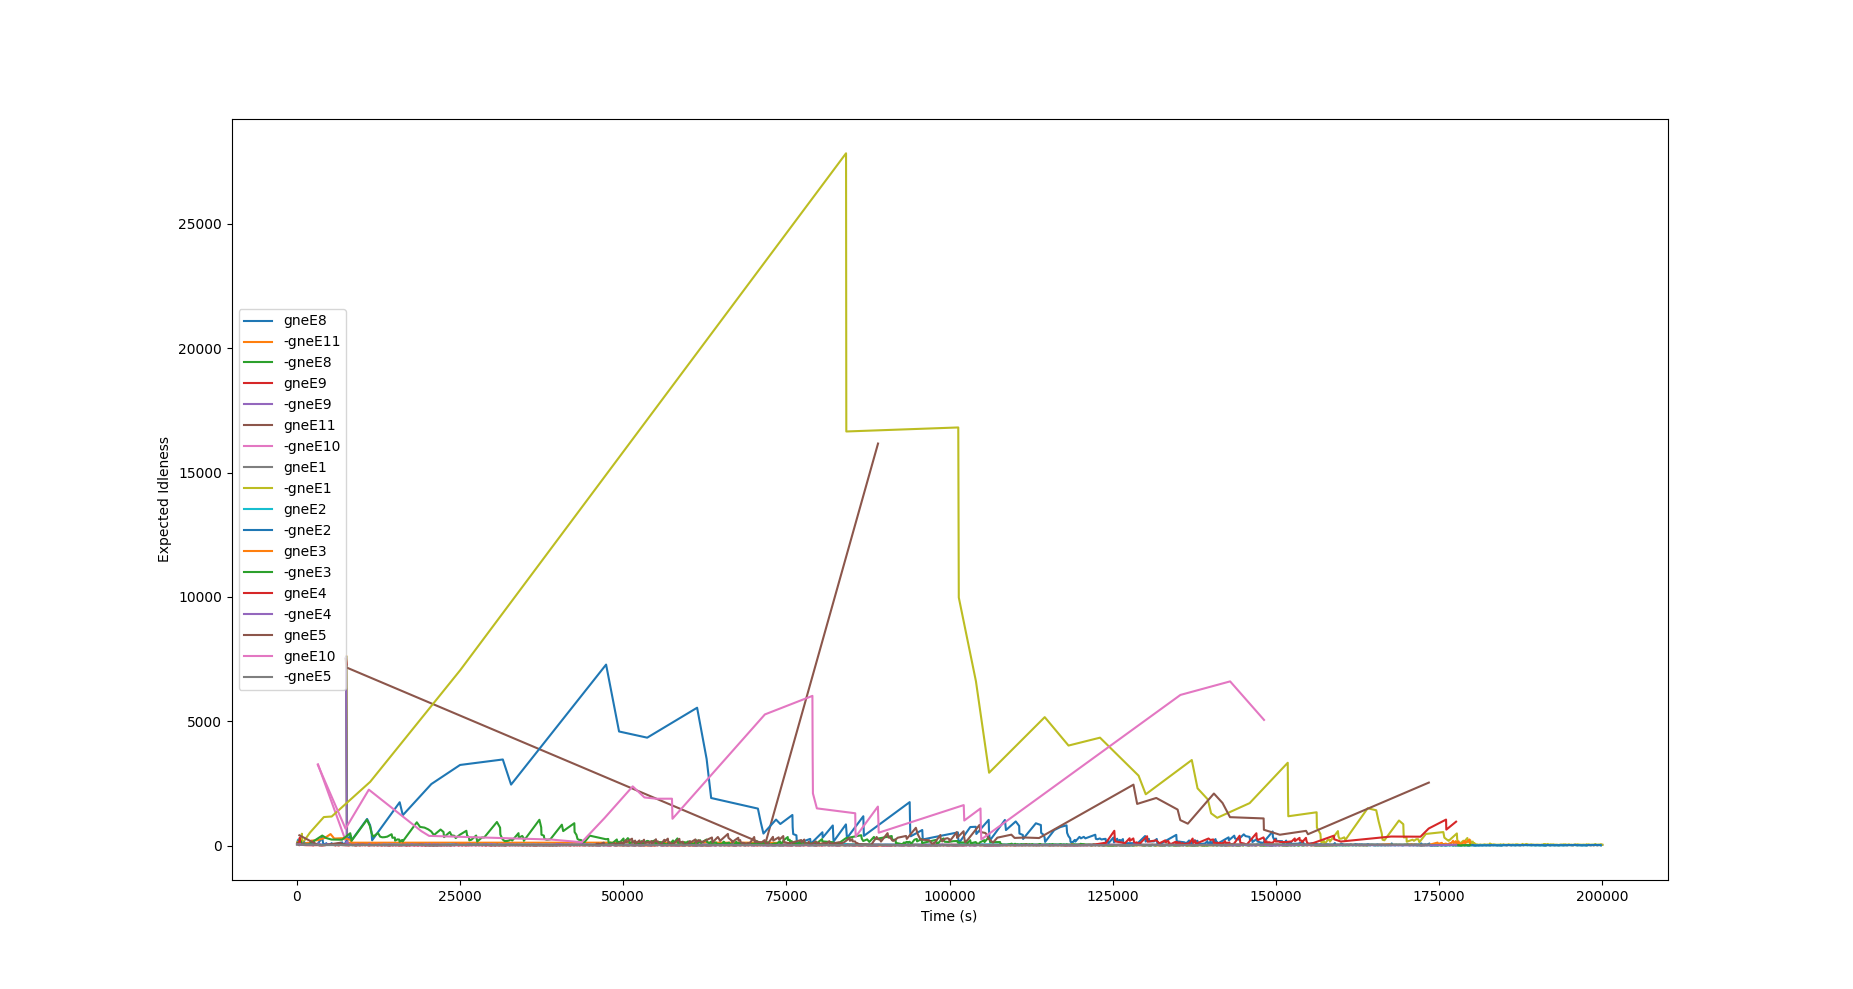 25000
20000
15000
10000
5000
0
Expected Idleness
gneE8
-gneE11
-gneE8
gneE9
-gneE9
gneE11
-gneE10
gneE1
-gneE1
gneE2
-gneE2
gneE3
-gneE3
gneE4
-gneE4
gneE5
gneE10
-gneE5
0 25000 50000 75000 100000 125000 150000 175000 200000
Time (s)